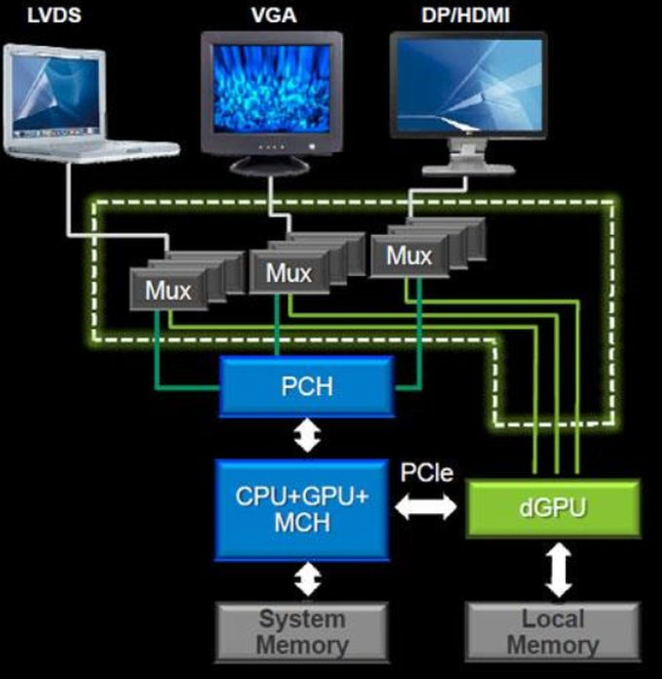 LVDS
VGA
DP/HDMI
Mux
Mux
Mux
PCH
PCIe
CPU+GPU+
MCH
dGPU
System
Memory
Local
Memory